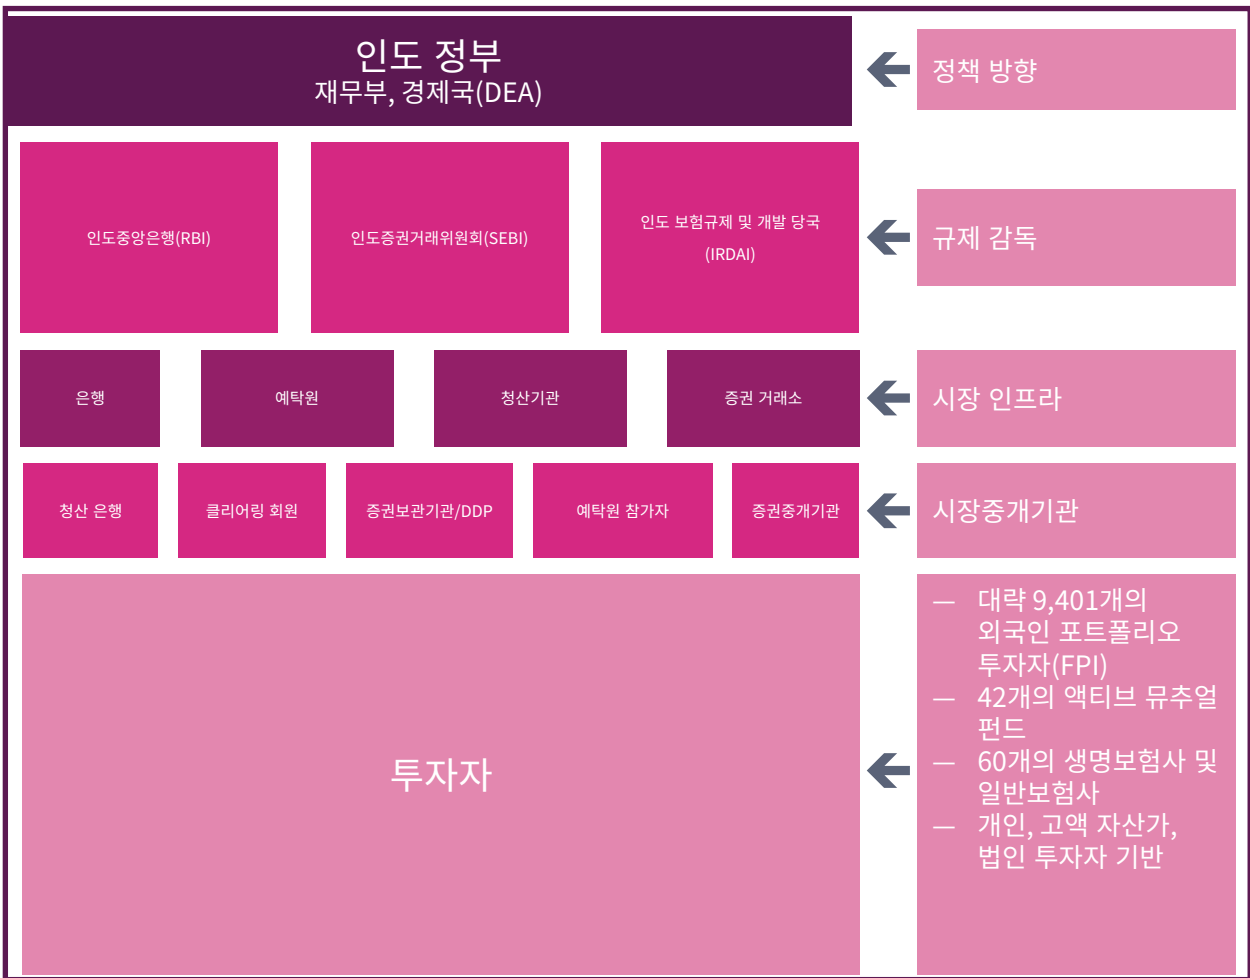 인도 정부
재무부, 경제국(DEA)
정책 방향
인도중앙은행(RBI)
인도증권거래위원회(SEBI)
인도 보험규제 및 개발 당국
(IRDAI)
규제 감독
은행
예탁원
청산기관
증권 거래소
시장 인프라
청산 은행
클리어링 회원
증권보관기관/DDP
예탁원 참가자
증권중개기관
시장중개기관
투자자
— 대략 9,401개의
외국인 포트폴리오
투자자(FPI)
— 42개의 액티브 뮤추얼
펀드
— 60개의 생명보험사 및
일반보험사
— 개인, 고액 자산가,
법인 투자자 기반